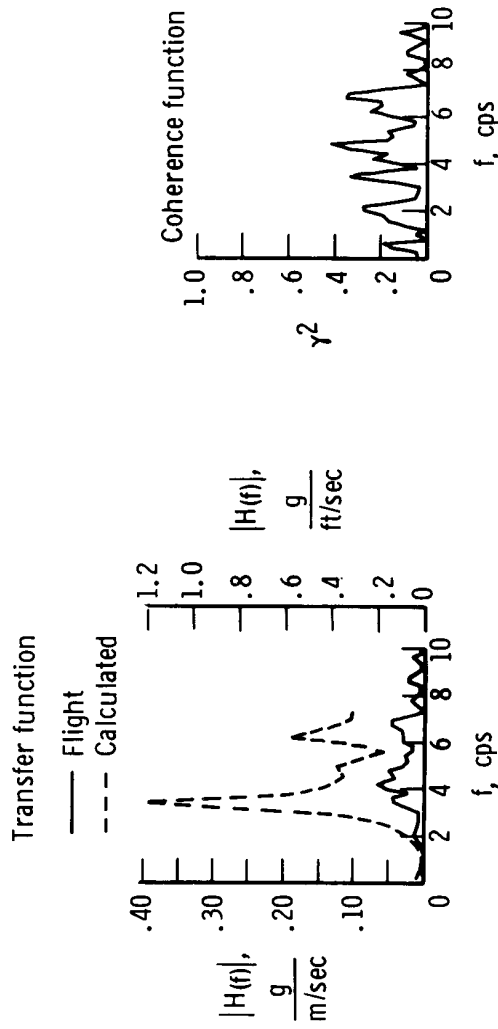 Transfer function
Flight
Calculated
|H(f)|,
g
m/sec
.40
.30
.20
.10
0
2
4
6
8
10
f, cps
1.2
1.0
.8
.6
.4
.2
0
|H(f)|,
g
ft/sec
Coherence function
γ2
1.0
.8
.6
.4
.2
0
2
4
6
8
10
f, cps